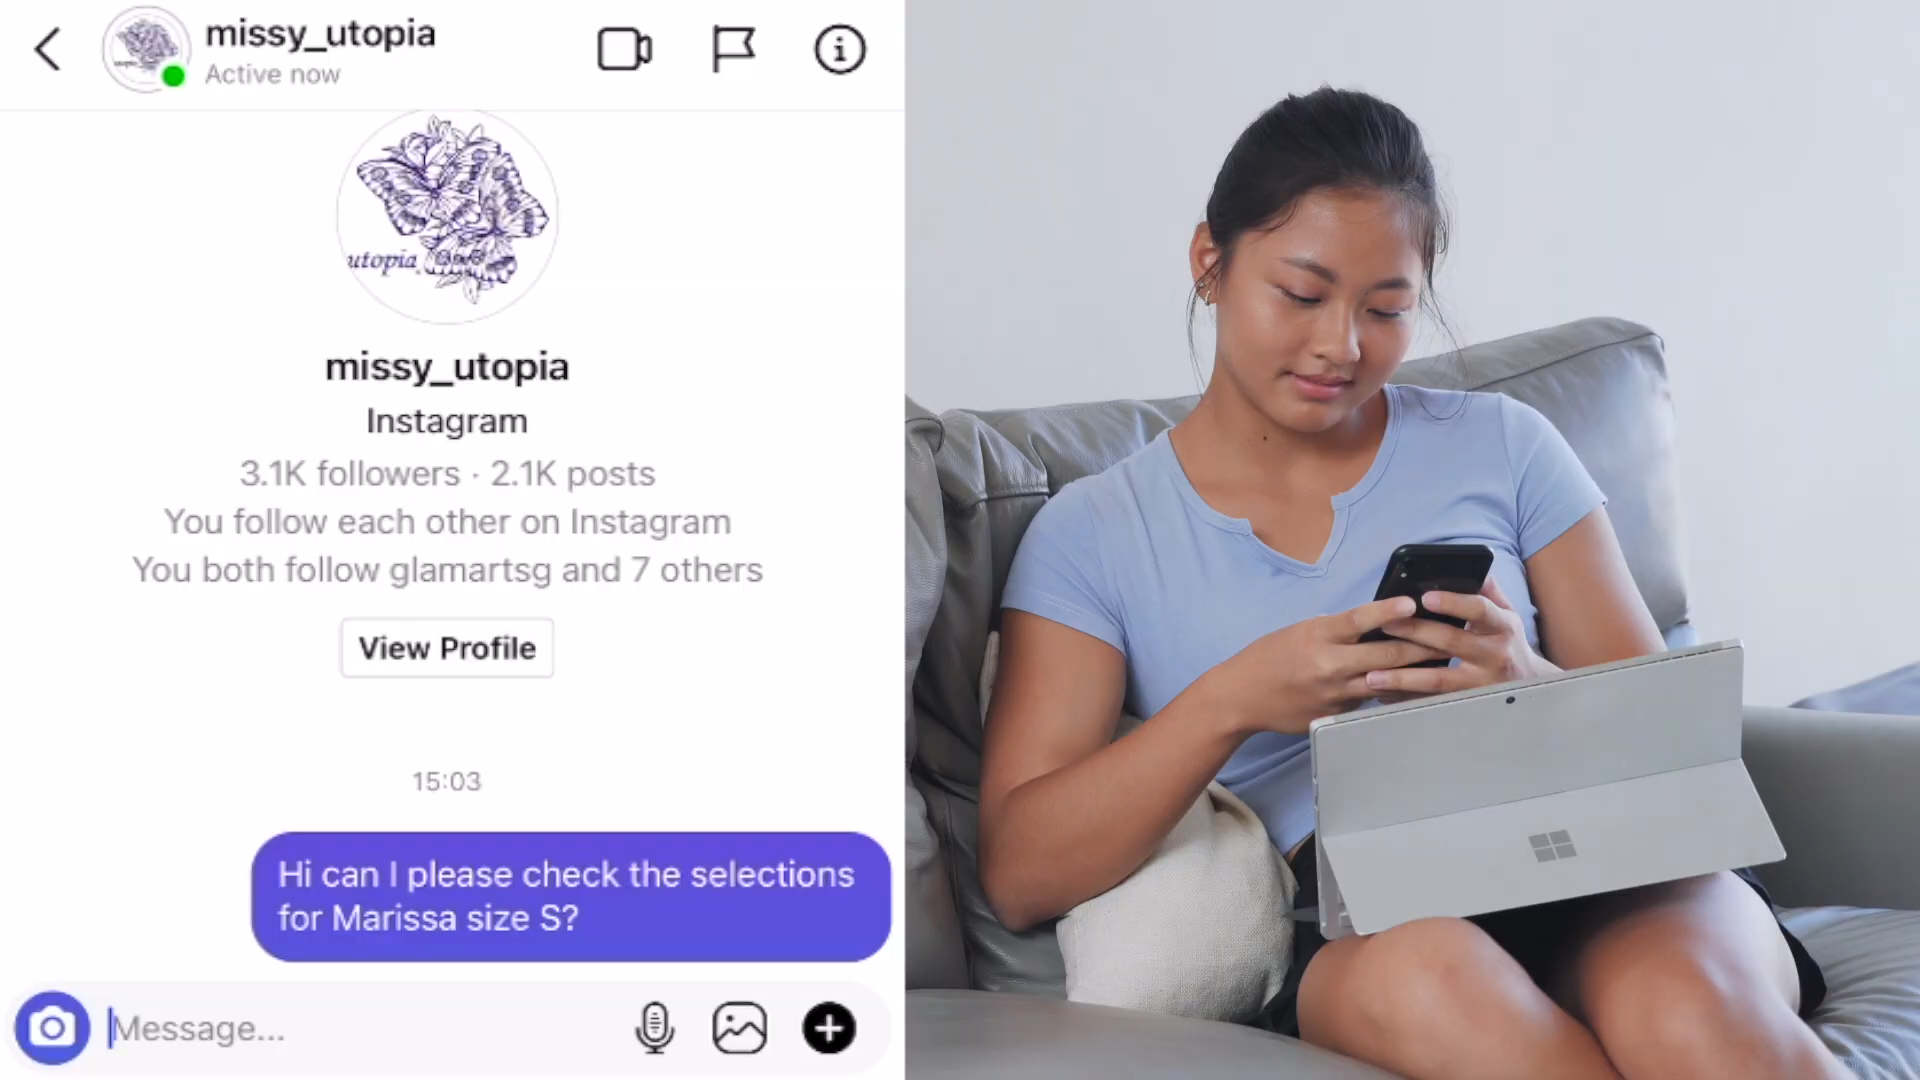 missy_utopia
Active now
utopia
missy_utopia
Instagram
3.1K followers · 2.1K posts
You follow each other on Instagram
You both follow glamartsg and 7 others
View Profile
15:03
Hi can I please check the selections
for Marissa size S?
Message...